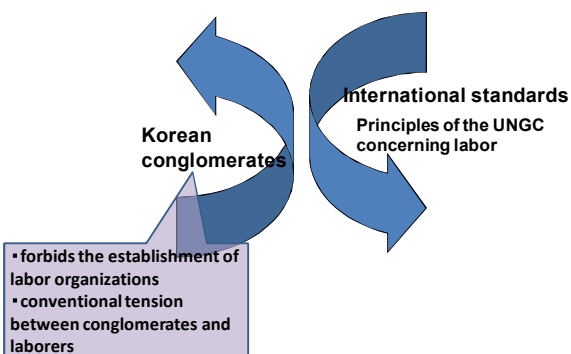 International standards
Principles of the UNGC
concerning labor
Korean
conglomerates
・forbids the establishment of
labor organizations
・conventional tension
between conglomerates and
laborers